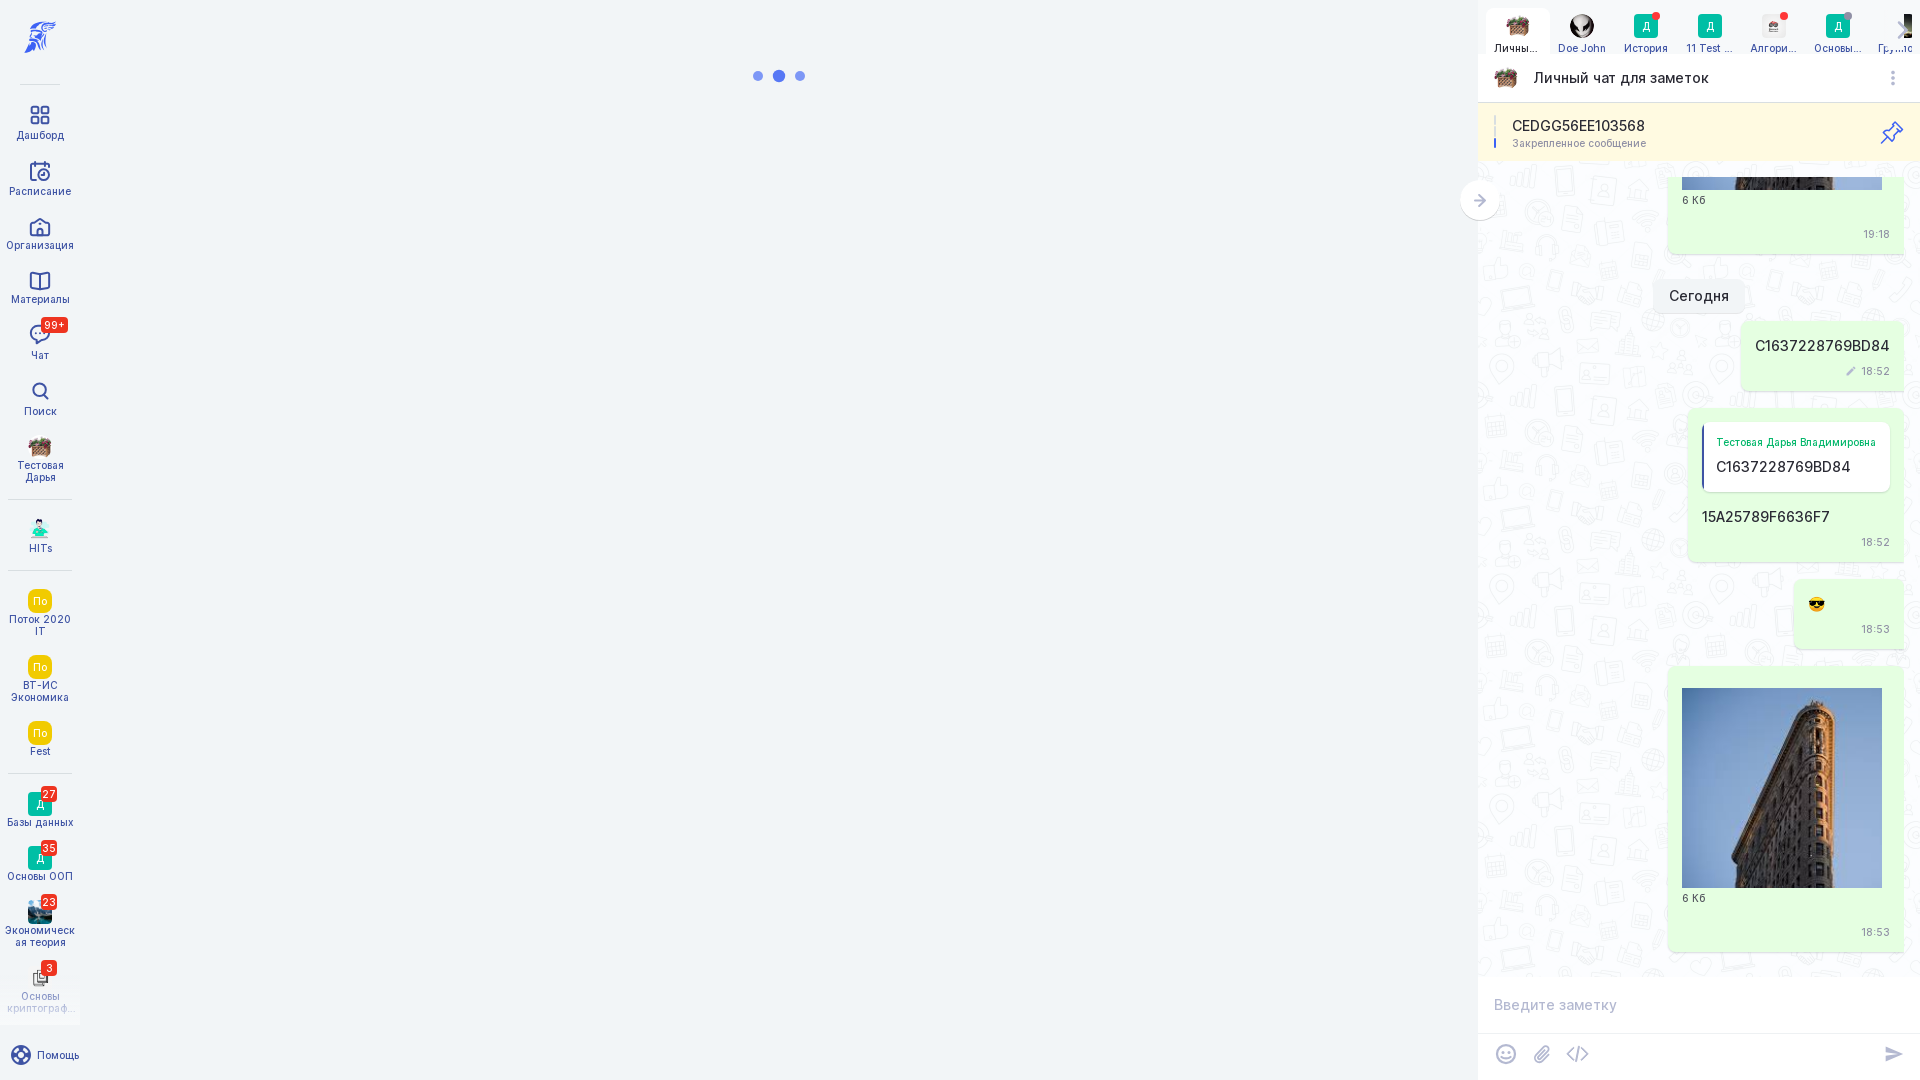 Дашборд
Расписание
Организация
Материалы
99+
Чат
Поиск
Тестовая
Дарья
HITs
По
Поток 2020
IT
По
ВТ-ИС
Экономика
По
Fest
27
Д
Базы данных
35
Д
Основы ООП
23
Экономическ
ая теория
3
Основы
криптограф...
Помощь
Личны...
Doe John
Д
История
Д
11 Test ...
Алгори...
Д
Основы...
Личный чат для заметок
CEDGG56EE103568
Закрепленное сообщение
6 Кб
19:18
Сегодня
C1637228769BD84
18:52
Тестовая Дарья Владимировна
C1637228769BD84
15A25789F6636F7
18:52
18:53
6 Кб
18:53
Введите заметку